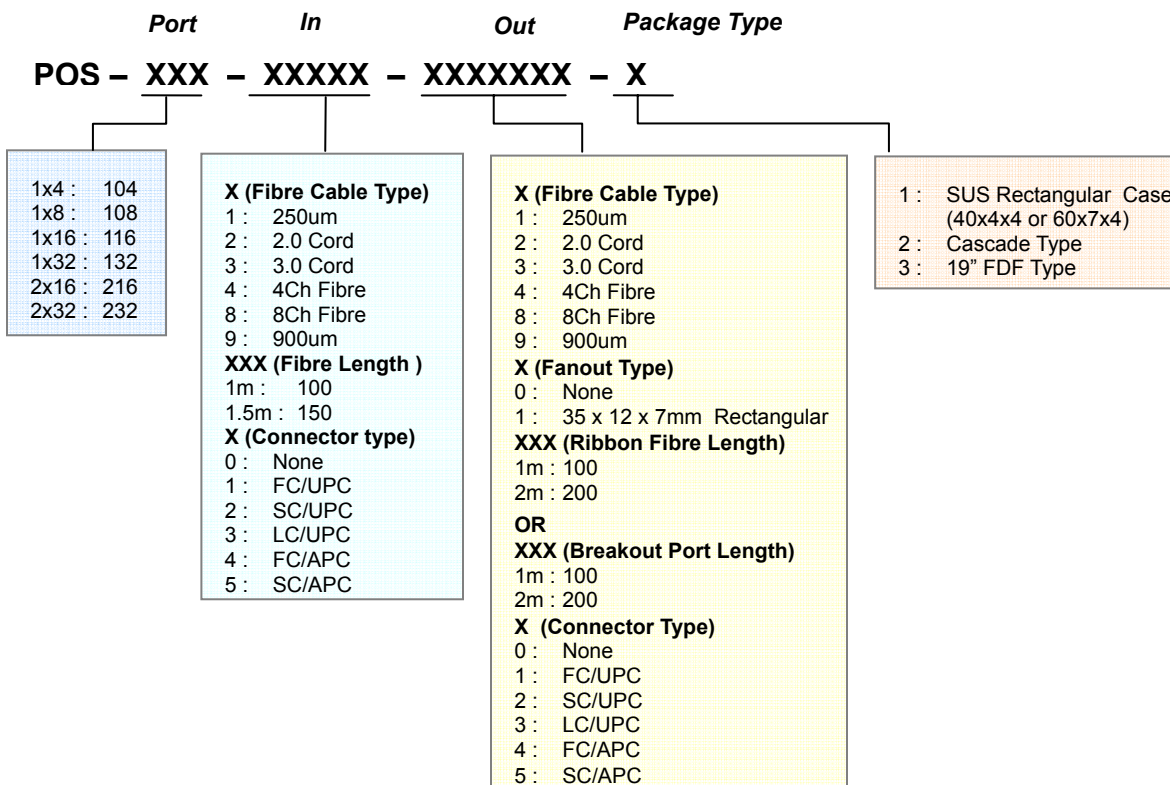 Port In Out Package Type
POS – XXX – XXXXX – XXXXXXX – X
1x4 : 104
1x8 : 108
1x16 : 116
1x32 : 132
2x16 : 216
2x32 : 232
X (Fibre Cable Type)
1 : 250um
2 : 2.0 Cord
3 : 3.0 Cord
4 : 4Ch Fibre
8 : 8Ch Fibre
9 : 900um
XXX (Fibre Length )
1m : 100
1.5m : 150
X (Connector type)
0 : None
1 : FC/UPC
2 : SC/UPC
3 : LC/UPC
4 : FC/APC
5 : SC/APC
X (Fibre Cable Type)
1 : 250um
2 : 2.0 Cord
3 : 3.0 Cord
4 : 4Ch Fibre
8 : 8Ch Fibre
9 : 900um
X (Fanout Type)
0 : None
1 : 35 x 12 x 7mm Rectangular
XXX (Ribbon Fibre Length)
1m : 100
2m : 200
OR
XXX (Breakout Port Length)
1m : 100
2m : 200
X (Connector Type)
0 : None
1 : FC/UPC
2 : SC/UPC
3 : LC/UPC
4 : FC/APC
5 : SC/APC
1 : SUS Rectangular Case
(40x4x4 or 60x7x4)
2 : Cascade Type
3 : 19” FDF Type